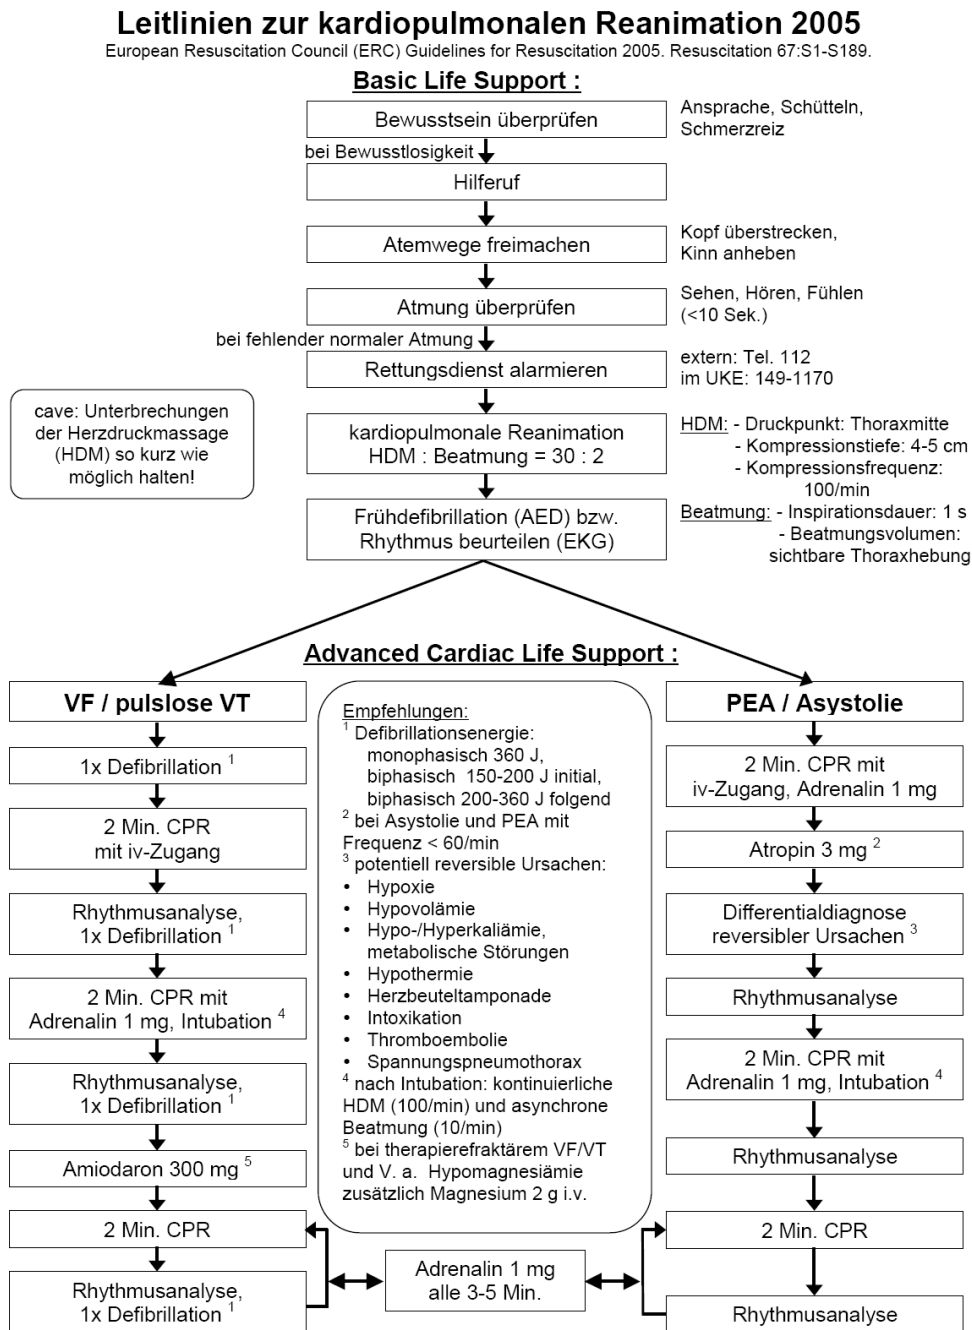 Leitlinien zur kardiopulmonalen Reanimation 2005
European Resuscitation Council (ERC) Guidelines for Resuscitation 2005. Resuscitation 67:S1-S189.
Basic Life Support :
Bewusstsein überprüfen
Ansprache, Schütteln,
Schmerzreiz
bei Bewusstlosigkeit
Hilferuf
Atemwege freimachen
Kopf überstrecken,
Kinn anheben
Atmung überprüfen
Sehen, Hören, Fühlen
(<10 Sek.)
bei fehlender normaler Atmung
Rettungsdienst alarmieren
extern: Tel. 112
im UKE: 149-1170
cave: Unterbrechungen
der Herzdruckmassage
(HDM) so kurz wie
möglich halten!
kardiopulmonale Reanimation
HDM : Beatmung = 30 : 2
HDM: - Druckpunkt: Thoraxmitte
- Kompressionstiefe: 4-5 cm
- Kompressionsfrequenz:
100/min
Beatmung: - Inspirationsdauer: 1 s
- Beatmungsvolumen:
sichtbare Thoraxhebung
Frühdefibrillation (AED) bzw.
Rhythmus beurteilen (EKG)
Advanced Cardiac Life Support :
VF / pulslose VT
1x Defibrillation 1
2 Min. CPR
mit iv-Zugang
Rhythmusanalyse,
1x Defibrillation 1
2 Min. CPR mit
Adrenalin 1 mg, Intubation 4
Rhythmusanalyse,
1x Defibrillation 1
Amiodaron 300 mg 5
2 Min. CPR
Rhythmusanalyse,
1x Defibrillation 1
Empfehlungen:
1 Defibrillationsenergie:
monophasisch 360 J,
biphasisch 150-200 J initial,
biphasisch 200-360 J folgend
2 bei Asystolie und PEA mit
Frequenz < 60/min
3 potentiell reversible Ursachen:
• Hypoxie
• Hypovolämie
• Hypo-/Hyperkaliämie,
metabolische Störungen
• Hypothermie
• Herzbeuteltamponade
• Intoxikation
• Thromboembolie
• Spannungspneumothorax
4 nach Intubation: kontinuierliche
HDM (100/min) und asynchrone
Beatmung (10/min)
5 bei therapierefraktärem VF/VT
und V. a. Hypomagnesiämie
zusätzlich Magnesium 2 g i.v.
Adrenalin 1 mg
alle 3-5 Min.
PEA / Asystolie
2 Min. CPR mit
iv-Zugang, Adrenalin 1 mg
Atropin 3 mg 2
Differentialdiagnose
reversibler Ursachen 3
Rhythmusanalyse
2 Min. CPR mit
Adrenalin 1 mg, Intubation 4
Rhythmusanalyse
2 Min. CPR
Rhythmusanalyse